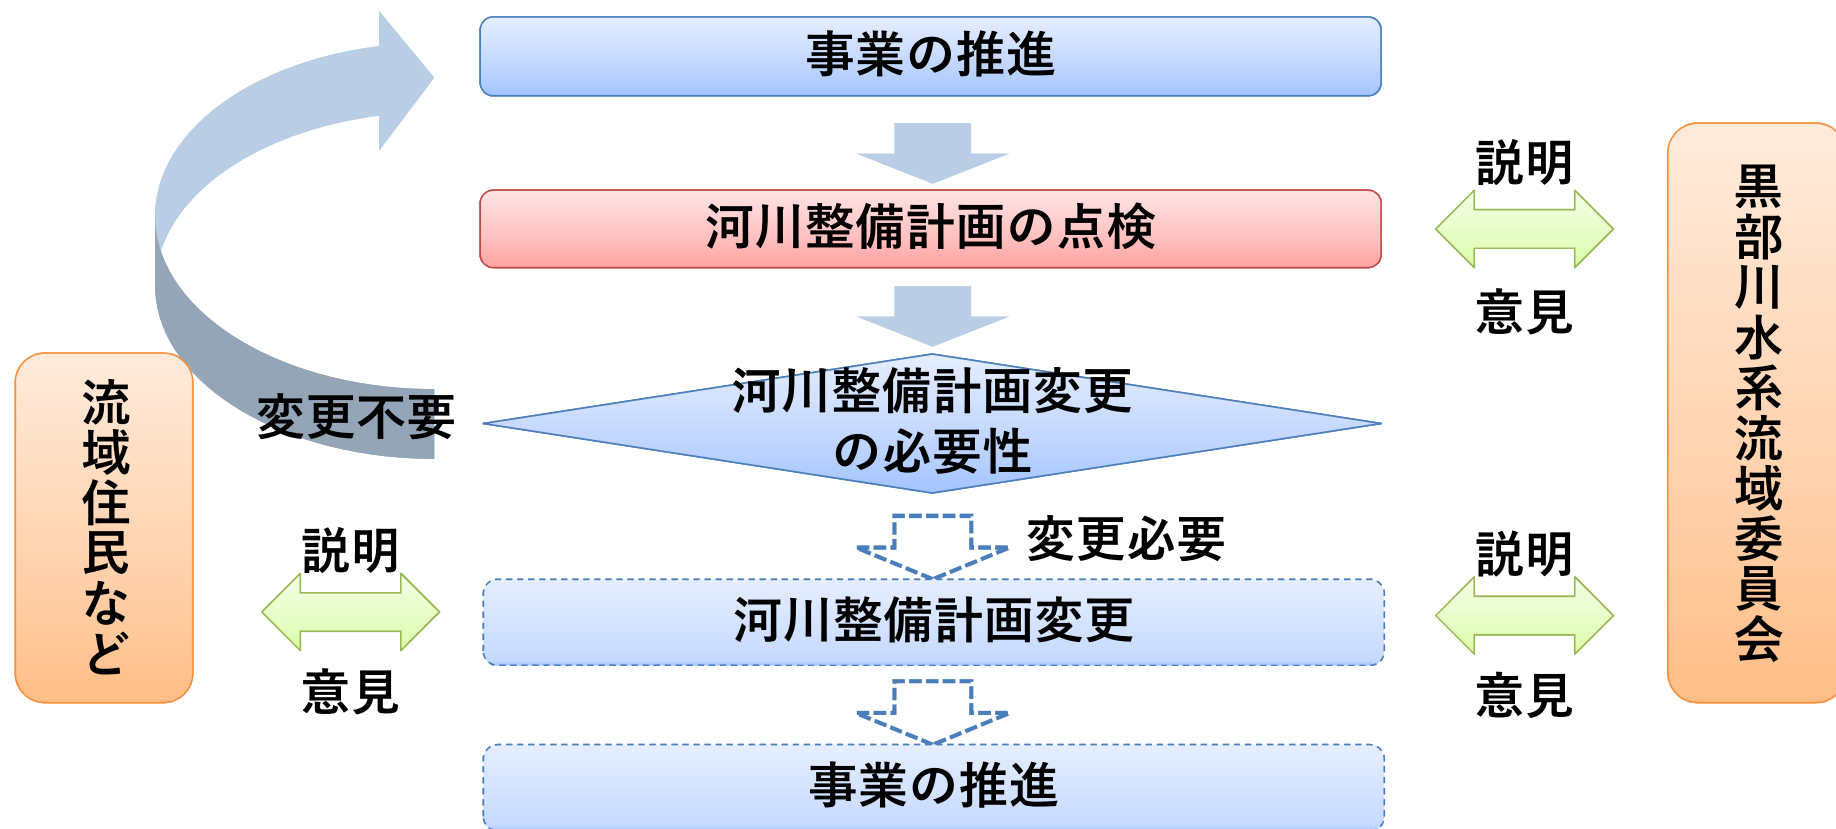 事業の推進
河川整備計画の点検
説明
意見
黒部川水系流域委員会
河川整備計画変更
の必要性
変更不要
流域住民など
変更必要
説明
意見
河川整備計画変更
説明
意見
事業の推進